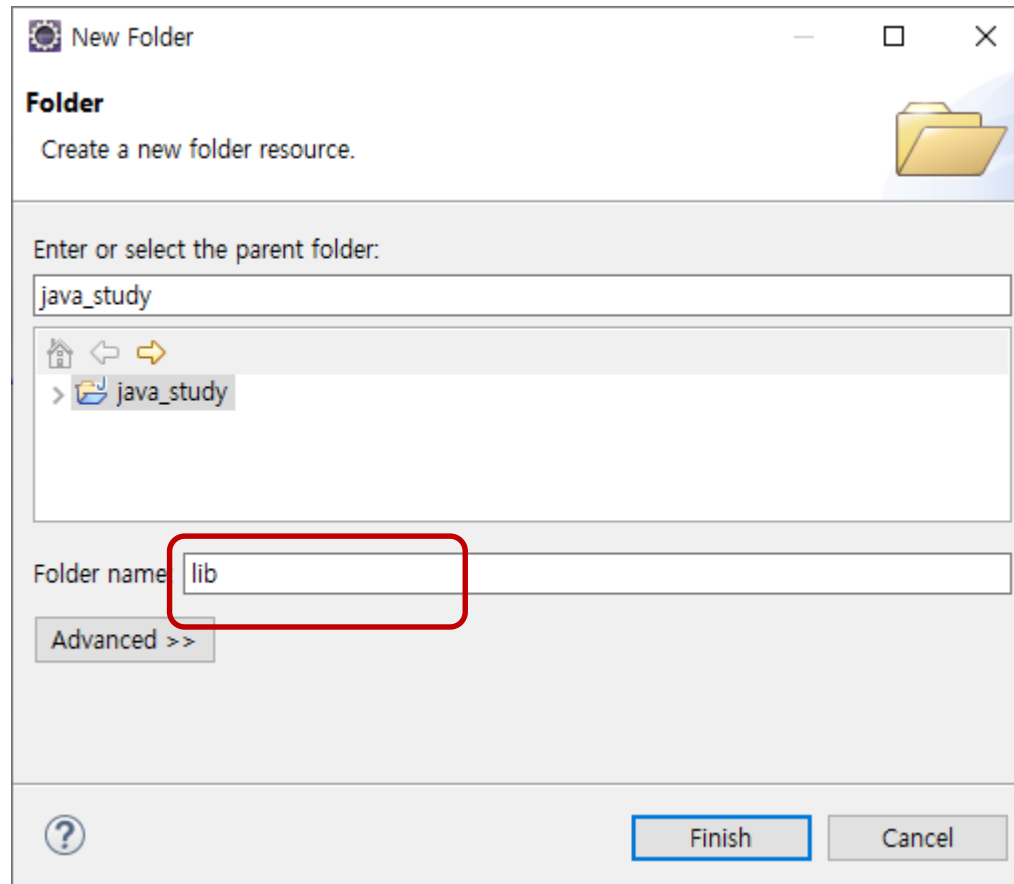 New Folder
Folder
Create a new folder resource.
Enter or select the parent folder:
java_study
java_study
Folder name: lib
Advanced >>
Finish
Cancel